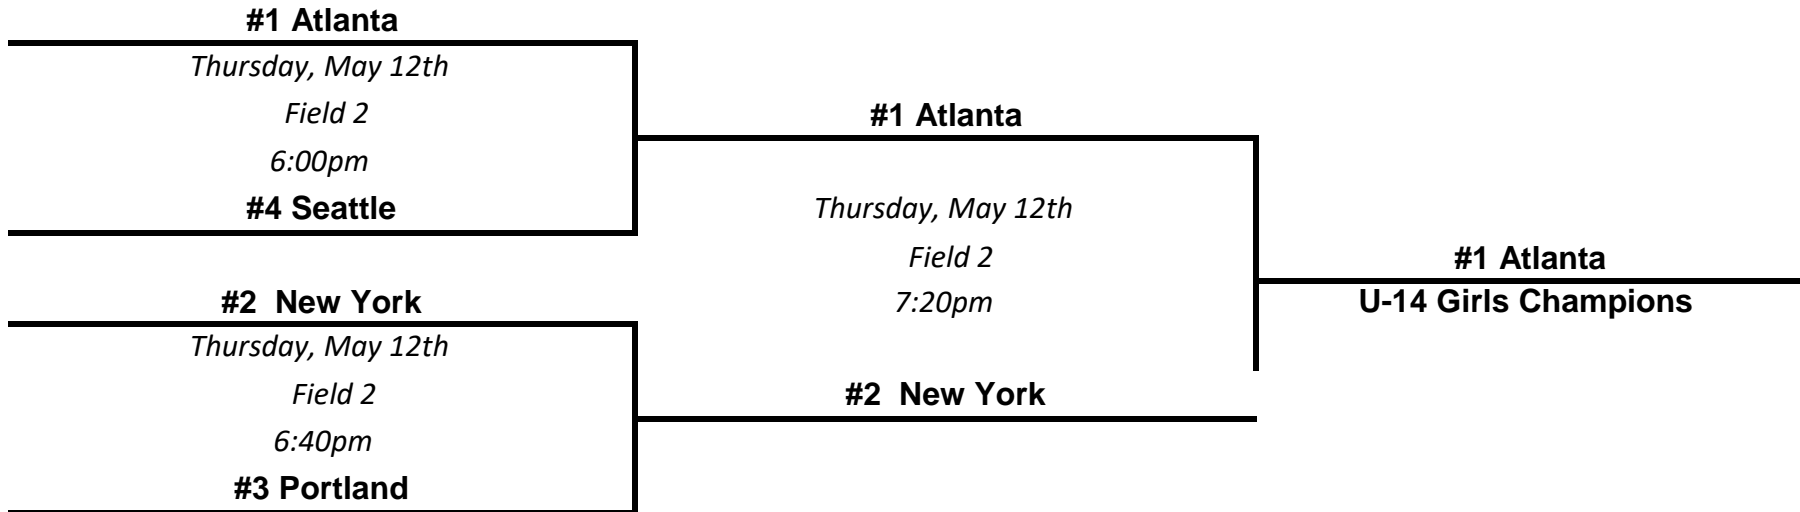 #1 Atlanta
Thursday, May 12th
Field 2
6:00pm
#4 Seattle
#2  New York
Thursday, May 12th
Field 2
6:40pm
#3 Portland
#1 Atlanta
Thursday, May 12th
Field 2
7:20pm
#2  New York
#1 Atlanta
U-14 Girls Champions